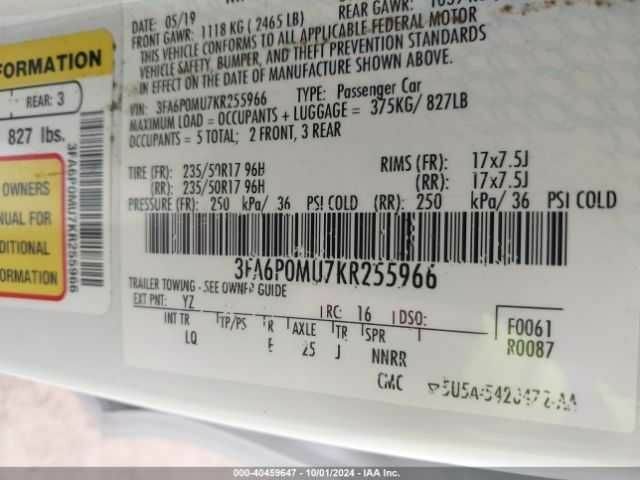 DATE: 05/19
FRONT GAWR: 1118 KG ( 2465 LB)
REAR GAWR:
THIS VEHICLE CONFORMS TO ALL APPLICABLE FEDERAL MOTOR
VEHICLE SAFETY, BUMPER, AND THEFT PREVENTION STANDARDS
IN EFFECT ON THE DATE OF MANUFACTURE SHOWN ABOVE.
VIN: 3FA6P0MU7KR255966
TYPE: Passenger Car
MAXIMUM LOAD = OCCUPANTS + LUGGAGE = 375KG/ 827LB
OCCUPANTS = 5 TOTAL; 2 FRONT, 3 REAR
TIRE (FR): 235/50R17 96H RIMS (FR): 17x7.5J
(RR): 235/50R17 96H (RR): 17x7.5J
PRESSURE (FR): 250 kPa/ 36 PSI COLD (RR): 250 kPa/ 36 PSI COLD
3FA6P0MU7KR255966
TRAILER TOWING - SEE OWNER GUIDE
EXT PNT: YZ RC: 16 DSO: F0061
INT TR TP/PS R AXLE TR SPR R0087
LQ E 25 J NNRR
CMC
FORMATION
REAR: 3
827 lbs.
OWNERS
ANUAL FOR
DDITIONAL
FORMATION
3FA6P0MU7KR255966
000-40459647 - 10/01/2024 - IAA Inc.